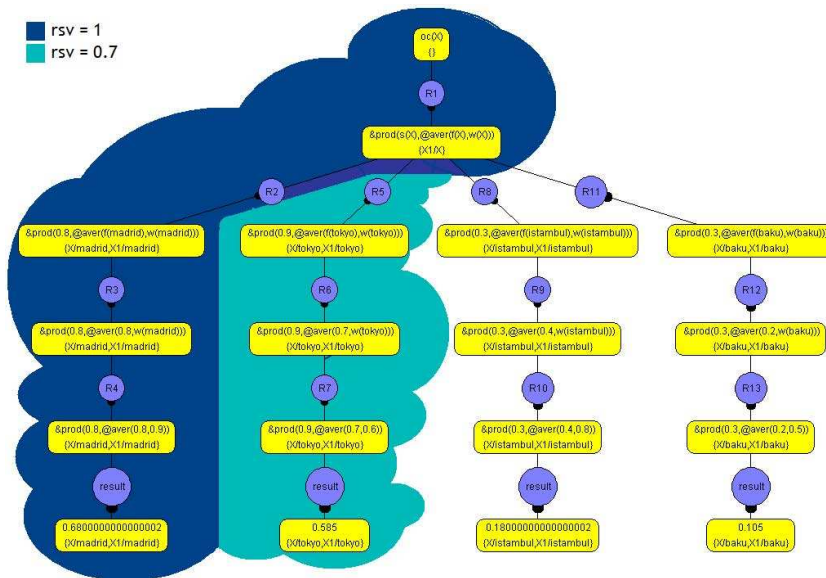 rsv = 1
rsv = 0.7
oc(X)
{}
R1
&prod(s(X),@aver(f(X),w(X)))
{X1/X}
R2
R5
R8
R11
&prod(0.8,@aver(f(madrid),w(madrid)))
{X/madrid,X1/madrid}
&prod(0.9,@aver(f(tokyo),w(tokyo)))
{X/tokyo,X1/tokyo}
&prod(0.3,@aver(f(istambul),w(istambul)))
{X/istambul,X1/istambul}
&prod(0.3,@aver(f(baku),w(baku)))
{X/baku,X1/baku}
R3
R6
R9
R12
&prod(0.8,@aver(0.8,w(madrid)))
{X/madrid,X1/madrid}
&prod(0.9,@aver(0.7,w(tokyo)))
{X/tokyo,X1/tokyo}
&prod(0.3,@aver(0.4,w(istambul)))
{X/istambul,X1/istambul}
&prod(0.3,@aver(0.2,w(baku)))
{X/baku,X1/baku}
R4
R7
R10
R13
&prod(0.8,@aver(0.8,0.9))
{X/madrid,X1/madrid}
&prod(0.9,@aver(0.7,0.6))
{X/tokyo,X1/tokyo}
&prod(0.3,@aver(0.4,0.8))
{X/istambul,X1/istambul}
&prod(0.3,@aver(0.2,0.5))
{X/baku,X1/baku}
result
result
result
result
0.6800000000000002
{X/madrid,X1/madrid}
0.585
{X/tokyo,X1/tokyo}
0.18000000000000002
{X/istambul,X1/istambul}
0.105
{X/baku,X1/baku}